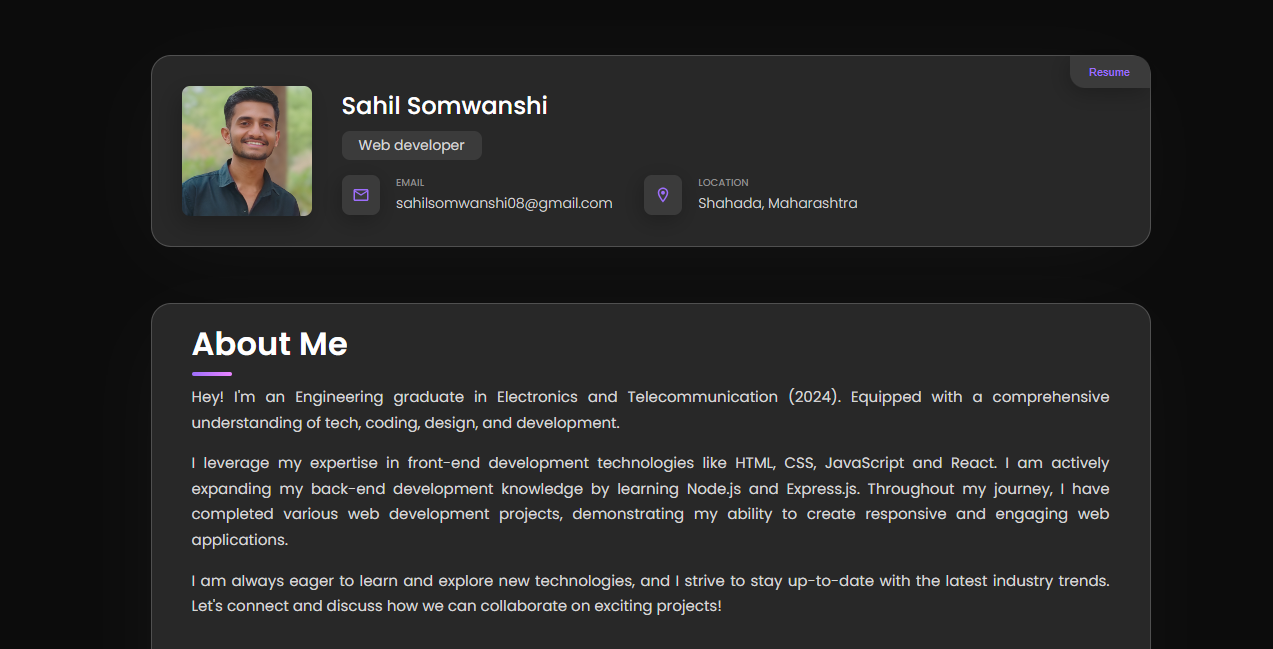 Resume
Sahil Somwanshi
Web developer
EMAIL
sahilsomwanshi08@gmail.com
LOCATION
Shahada, Maharashtra
About Me
Hey! I'm an Engineering graduate in Electronics and Telecommunication (2024). Equipped with a comprehensive
understanding of tech, coding, design, and development.
I leverage my expertise in front-end development technologies like HTML, CSS, JavaScript and React. I am actively
expanding my back-end development knowledge by learning Node.js and Express.js. Throughout my journey, I have
completed various web development projects, demonstrating my ability to create responsive and engaging web
applications.
I am always eager to learn and explore new technologies, and I strive to stay up-to-date with the latest industry trends.
Let's connect and discuss how we can collaborate on exciting projects!